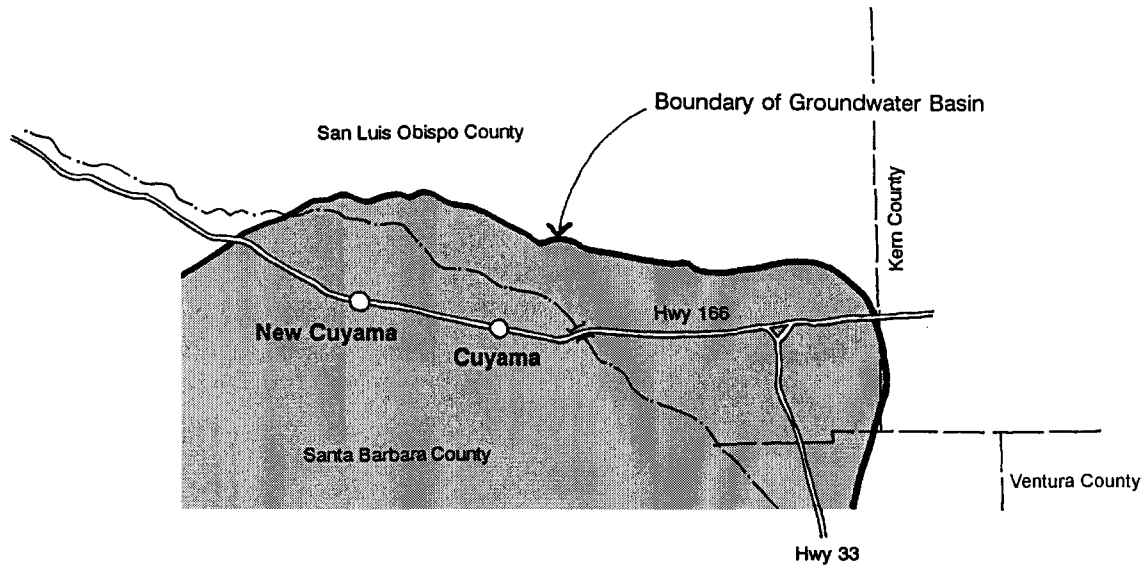 Boundary of Groundwater Basin
San Luis Obispo County
Kern County
Hwy 166
New Cuyama
Cuyama
Santa Barbara County
Ventura County
Hwy 33